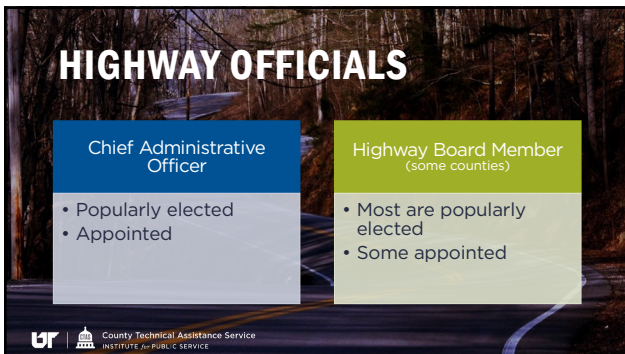 HIGHWAY OFFICIALS
Chief Administrative
Officer
• Popularly elected
• Appointed
Highway Board Member
(some counties)
• Most are popularly
elected
• Some appointed
UT
CTAS
County Technical Assistance Service
INSTITUTE for PUBLIC SERVICE